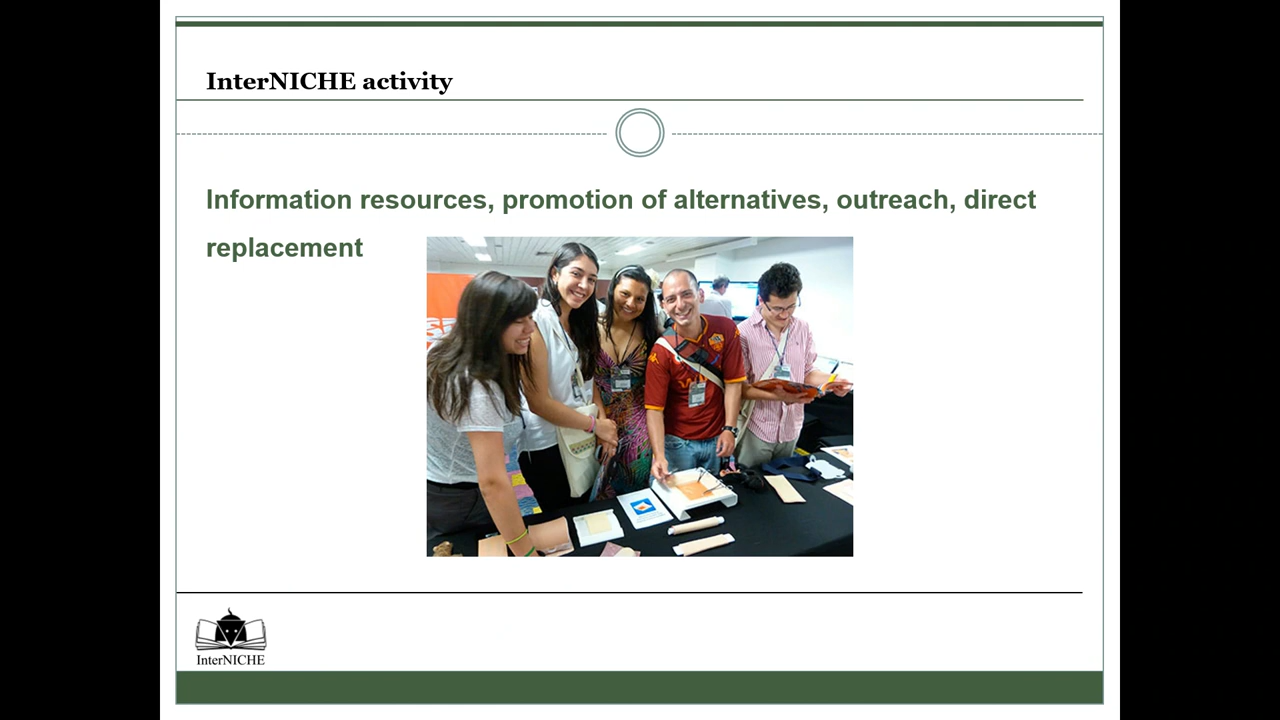 InterNICHE activity
Information resources, promotion of alternatives, outreach, direct
replacement
InterNICHE